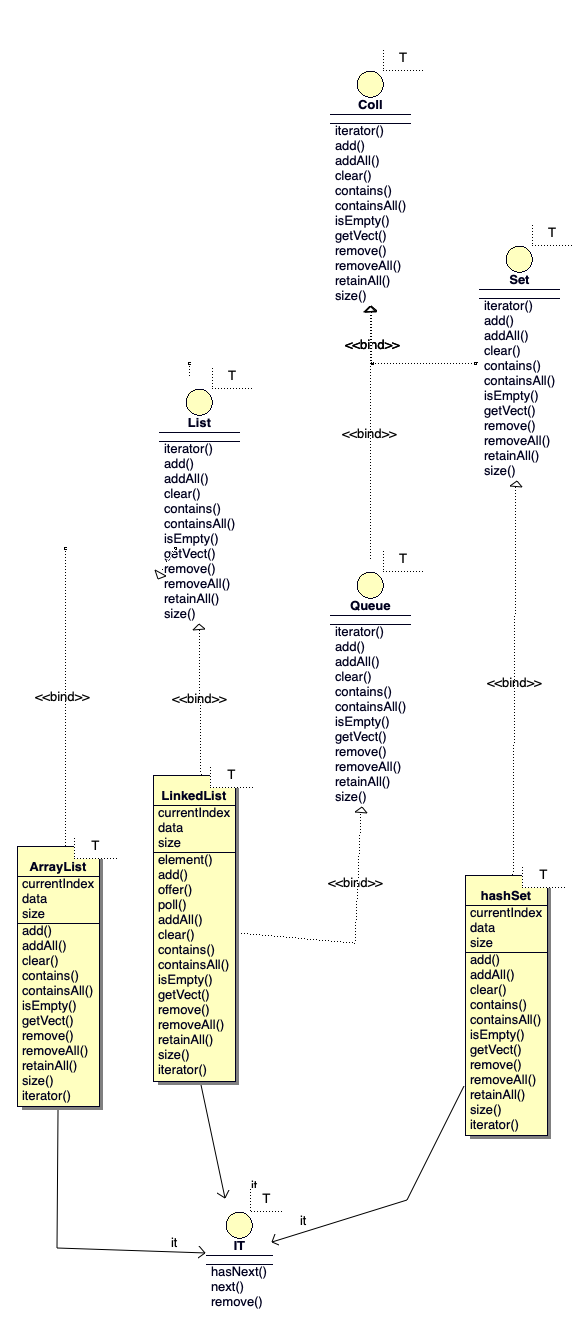 T
Coll
iterator()
add()
addAll()
clear()
contains()
containsAll()
isEmpty()
getVect()
remove()
removeAll()
retainAll()
size()
T
Set
iterator()
add()
addAll()
clear()
contains()
containsAll()
isEmpty()
getVect()
remove()
removeAll()
retainAll()
size()
<<bind>>
<<bind>>
T
List
iterator()
add()
addAll()
clear()
contains()
containsAll()
isEmpty()
getVect()
remove()
removeAll()
retainAll()
size()
T
Queue
iterator()
add()
addAll()
clear()
contains()
containsAll()
isEmpty()
getVect()
remove()
removeAll()
retainAll()
size()
<<bind>>
<<bind>>
<<bind>>
<<bind>>
T
LinkedList
currentIndex
data
size
element()
add()
offer()
poll()
addAll()
clear()
contains()
containsAll()
isEmpty()
getVect()
remove()
removeAll()
retainAll()
size()
iterator()
T
ArrayList
currentIndex
data
size
add()
addAll()
clear()
contains()
containsAll()
isEmpty()
getVect()
remove()
removeAll()
retainAll()
size()
iterator()
T
hashSet
currentIndex
data
size
add()
addAll()
clear()
contains()
containsAll()
isEmpty()
getVect()
remove()
removeAll()
retainAll()
size()
iterator()
it
T
it
it
IT
hasNext()
next()
remove()